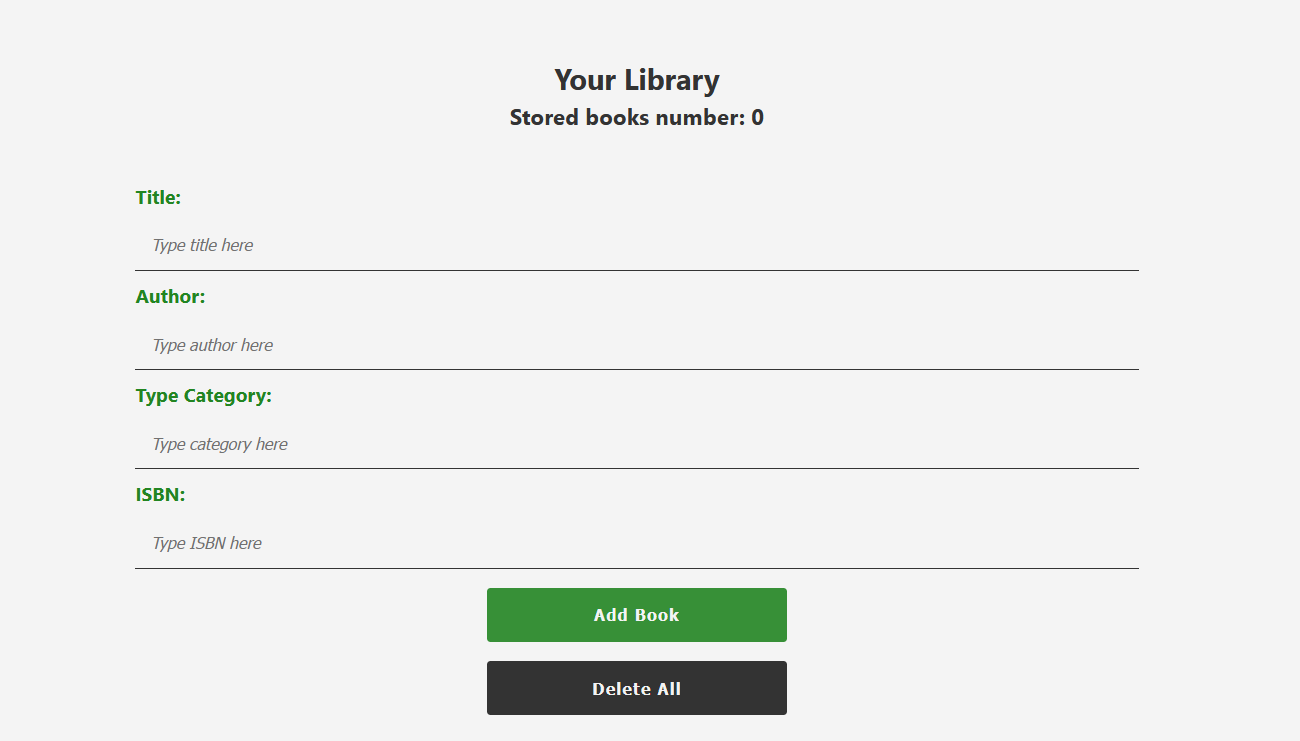 Your Library
Stored books number: 0
Title:
Type title here
Author:
Type author here
Type Category:
Type category here
ISBN:
Type ISBN here
Add Book
Delete All